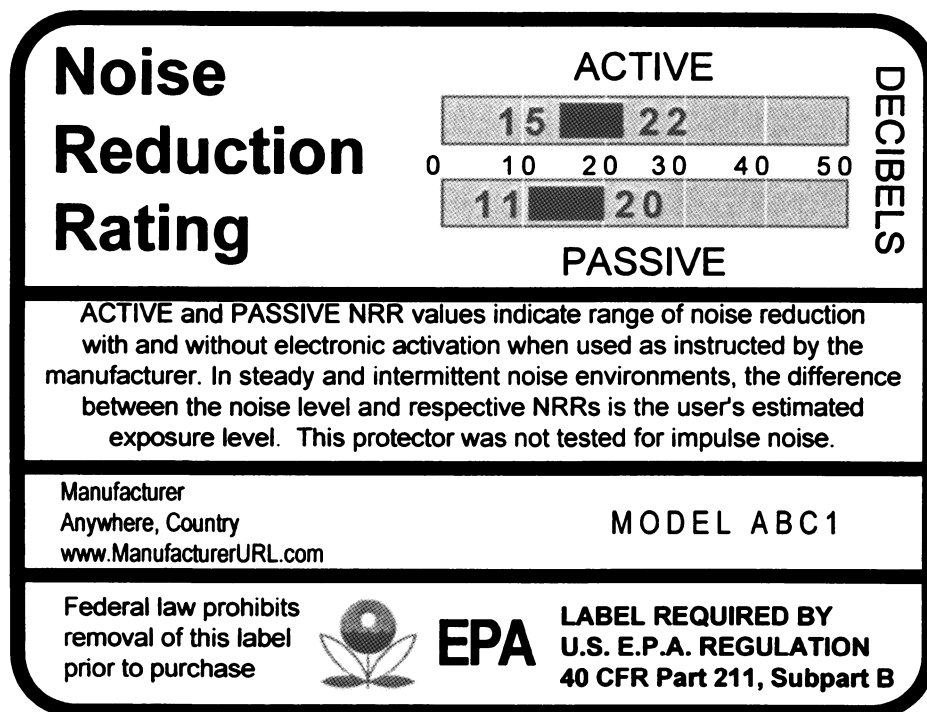 Noise
Reduction
Rating
ACTIVE
15 22
0 10 20 30 40 50
11 20
PASSIVE
DECIBELS
ACTIVE and PASSIVE NRR values indicate range of noise reduction
with and without electronic activation when used as instructed by the
manufacturer. In steady and intermittent noise environments, the difference
between the noise level and respective NRRs is the user's estimated
exposure level. This protector was not tested for impulse noise.
Manufacturer
Anywhere, Country
www.ManufacturerURL.com
MODEL ABC1
Federal law prohibits
removal of this label
prior to purchase
EPA
LABEL REQUIRED BY
U.S. E.P.A. REGULATION
40 CFR Part 211, Subpart B